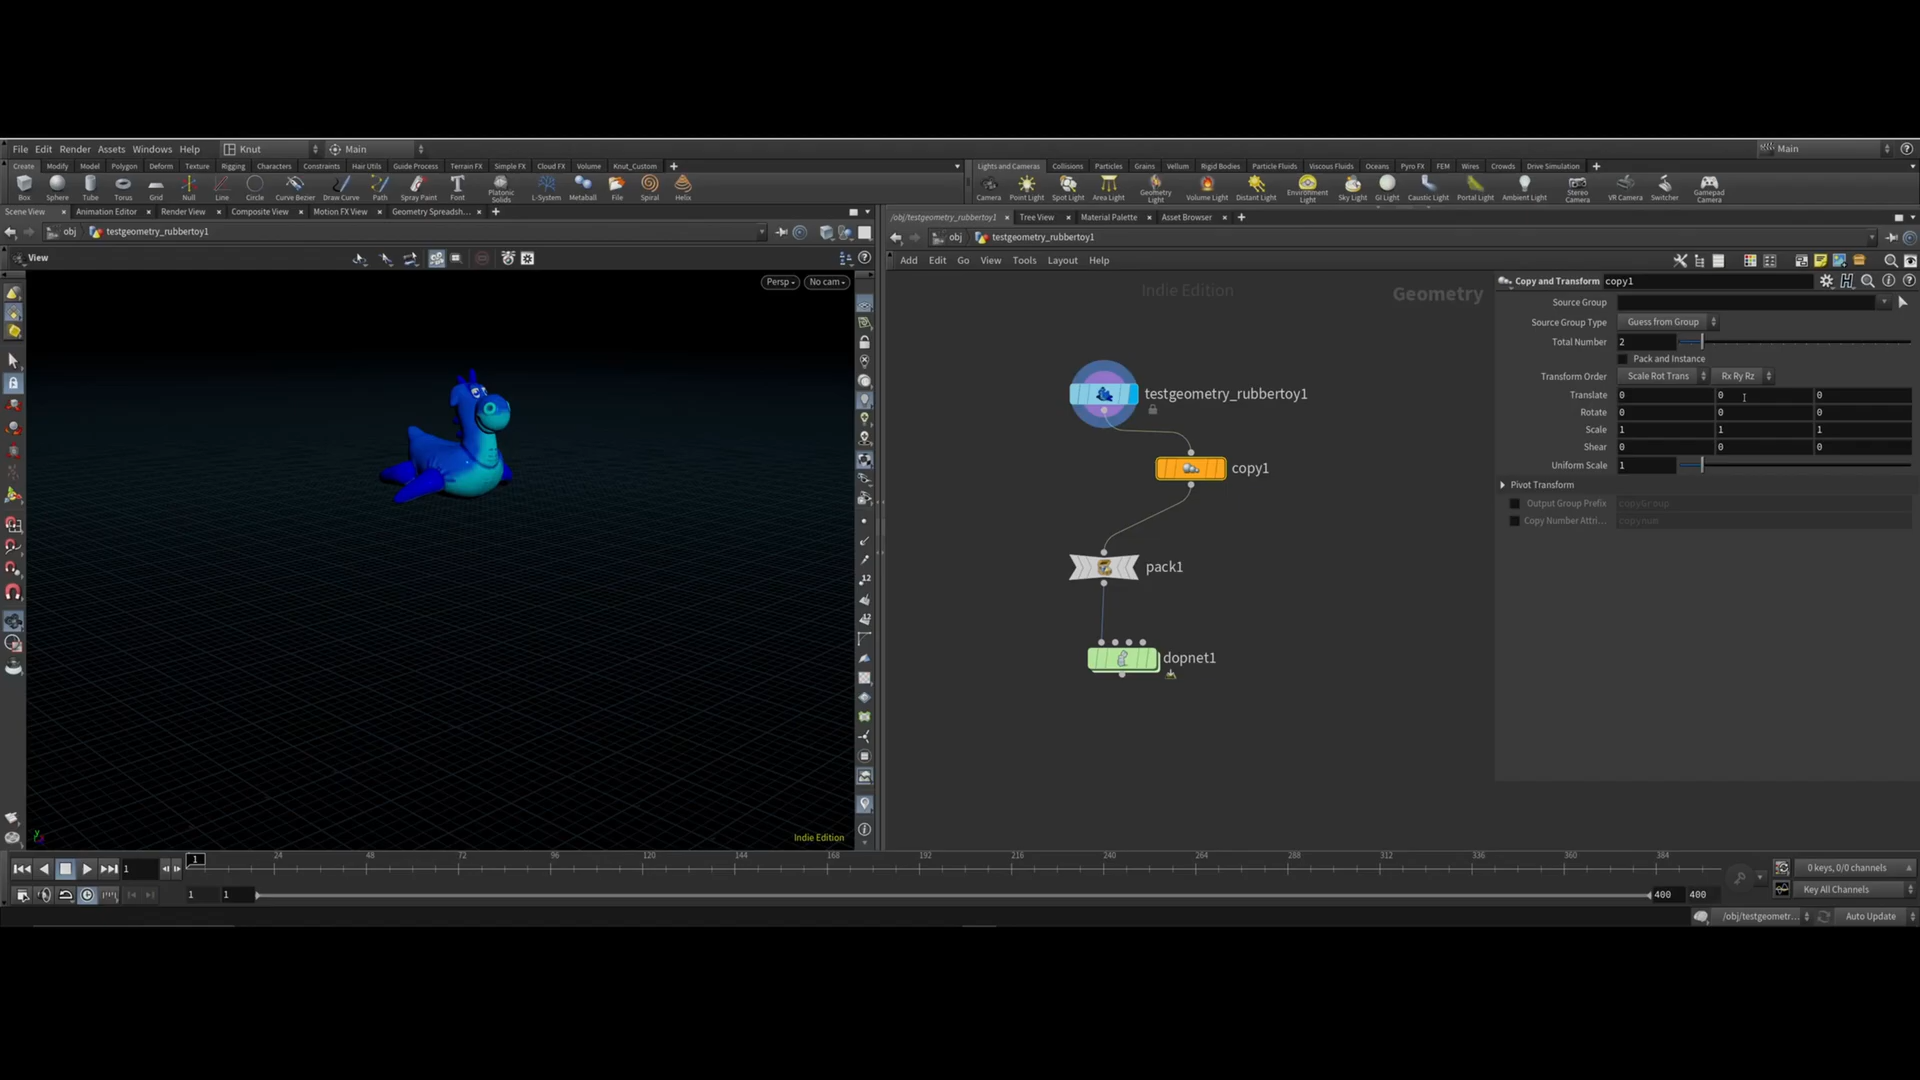 File Edit Render Assets Windows Help Knut Main Main
Create Modify Model Polygon Deform Texture Rigging Characters Constraints Hair Utils Guide Process Terrain FX Simple FX Cloud FX Volume Knut_Custom
Lights and Cameras Collisions Particles Grains Vellum Rigid Bodies Particle Fluids Viscous Fluids Oceans Pyro FX FEM Wires Crowds Drive Simulation
Box Sphere Tube Torus Grid Null Line Circle Curve Bezier Draw Curve Path Spray Paint Font Platonic Solids L-System Metaball File Spiral Helix
Camera Point Light Spot Light Area Light Geometry Light Volume Light Distant Light Environment Light Sky Light GI Light Caustic Light Portal Light Ambient Light Stereo Camera VR Camera Switcher Gamepad Camera
Scene View Animation Editor Render View Composite View Motion FX View Geometry Spreadsh...
/obj/testgeometry_rubbertoy1 Tree View Material Palette Asset Browser
obj testgeometry_rubbertoy1
obj testgeometry_rubbertoy1
View
Add Edit Go View Tools Layout Help
Persp No cam
Indie Edition
Geometry
testgeometry_rubbertoy1
copy1
pack1
dopnet1
Copy and Transform copy1
Source Group
Source Group Type Guess from Group
Total Number 2
Pack and Instance
Transform Order Scale Rot Trans Rx Ry Rz
Translate 0 0 0
Rotate 0 0 0
Scale 1 1 1
Shear 0 0 0
Uniform Scale 1
Pivot Transform
Output Group Prefix copyGroup
Copy Number Attri... copynum
12
y
Indie Edition
1 1 24 48 72 96 120 144 168 192 216 240 264 288 312 336 360 384
0 keys, 0/0 channels
1 1 400 400
Key All Channels
/obj/testgeometr... Auto Update